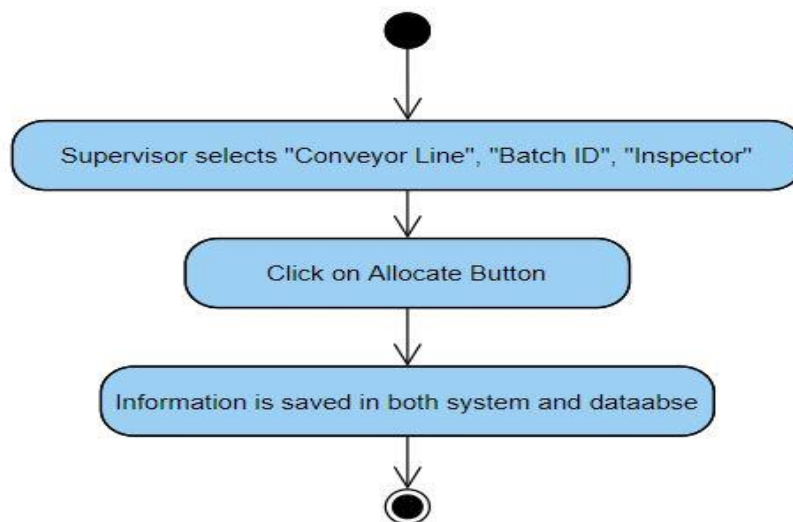 Supervisor selects "Conveyor Line", "Batch ID", "Inspector"
Click on Allocate Button
Information is saved in both system and dataabse